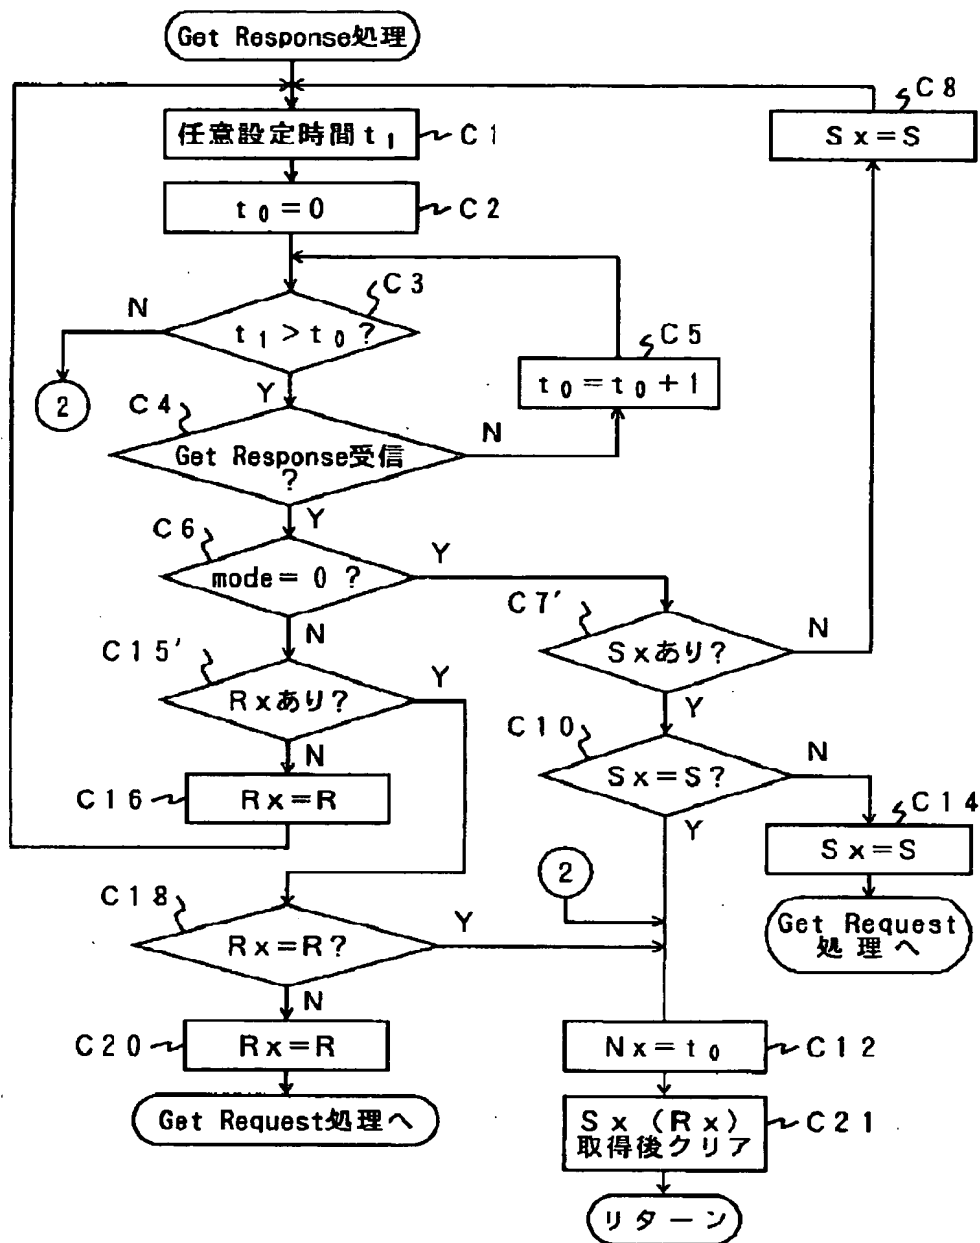 Get Response処理
C8
Sx=S
任意設定時間t₁
C1
t₀=0
C2
C3
N
t₁>t₀?
C5
t₀=t₀+1
2
Y
C4
N
Get Response受信
?
Y
C6
Y
mode= 0 ?
C7'
N
Sxあり?
N
C15'
Y
Rxあり?
Y
C10
N
Sx=S?
N
C16
Rx=R
C14
Y
Sx=S
2
C18
Y
Rx=R?
Get Request
処理へ
N
C20
Rx=R
Nx=t₀
C12
Get Request処理へ
Sx (Rx)
取得後クリア
C21
リターン